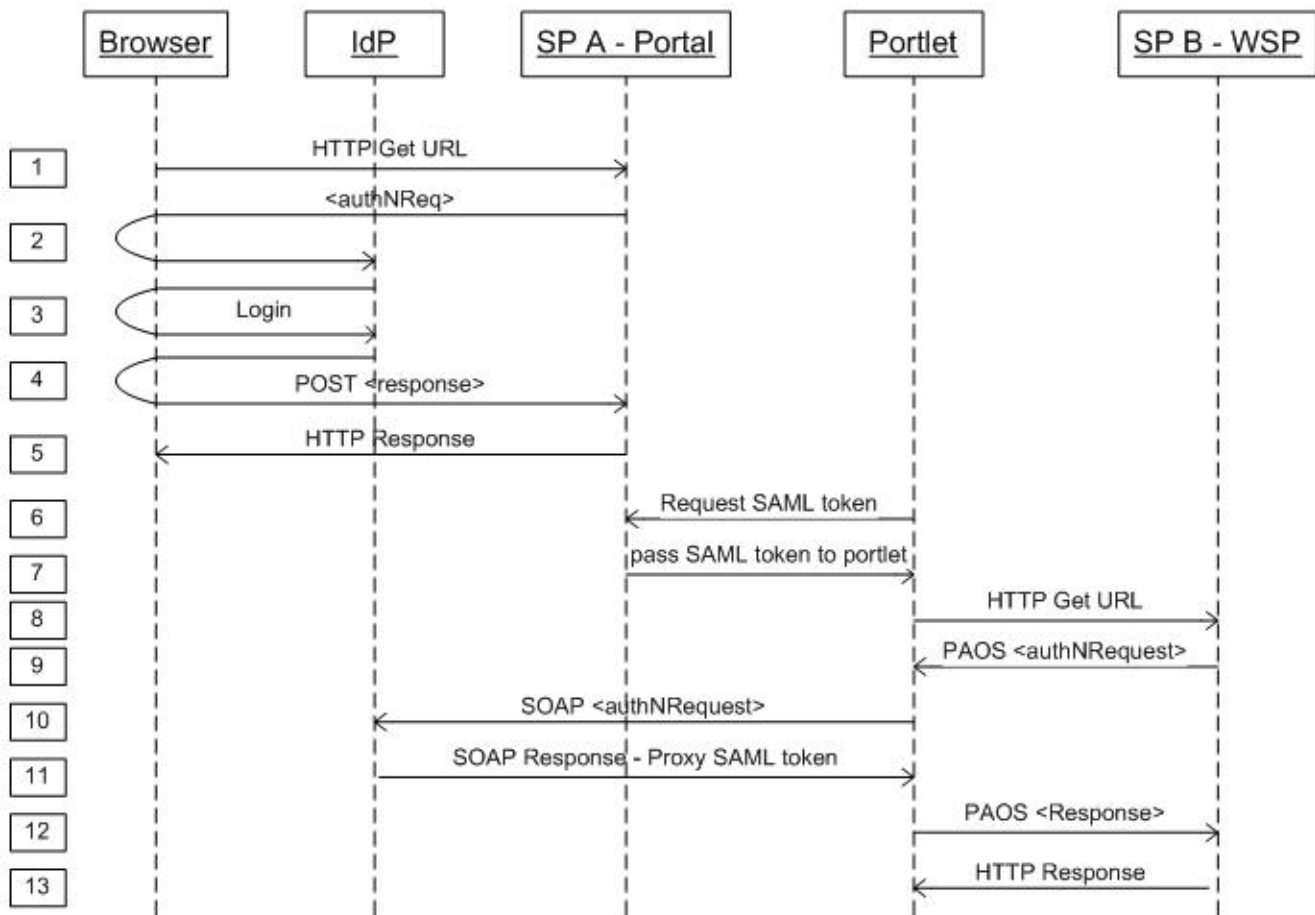 Browser
IdP
SP A - Portal
Portlet
SP B - WSP
1
HTTP Get URL
<authNReq>
2
3
Login
4
POST <response>
5
HTTP Response
6
Request SAML token
7
pass SAML token to portlet
8
HTTP Get URL
9
PAOS <authNRequest>
10
SOAP <authNRequest>
11
SOAP Response - Proxy SAML token
12
PAOS <Response>
13
HTTP Response